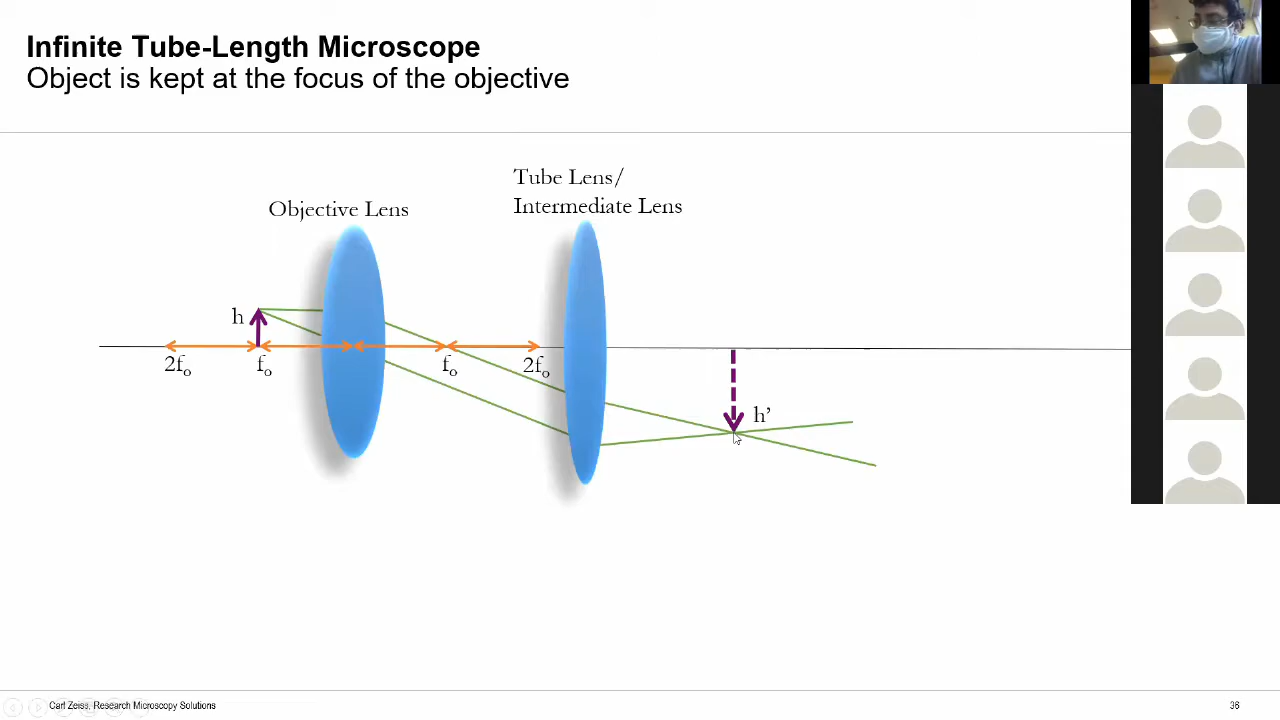 Infinite Tube-Length Microscope
Object is kept at the focus of the objective
Tube Lens/
Intermediate Lens
Objective Lens
h
2fₒ
fₒ
fₒ
2fₒ
h’
Carl Zeiss, Research Microscopy Solutions
36